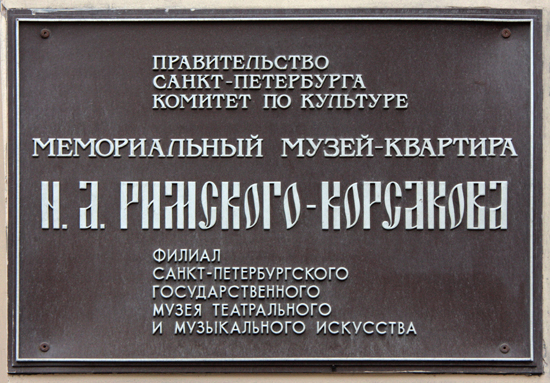 ПРАВИТЕЛЬСТВО
САНКТ-ПЕТЕРБУРГА
КОМИТЕТ ПО КУЛЬТУРЕ
МЕМОРИАЛЬНЫЙ МУЗЕЙ-КВАРТИРА
Н. А. РИМСКОГО-КОРСАКОВА
ФИЛИАЛ
САНКТ-ПЕТЕРБУРГСКОГО
ГОСУДАРСТВЕННОГО
МУЗЕЯ ТЕАТРАЛЬНОГО
И МУЗЫКАЛЬНОГО ИСКУССТВА